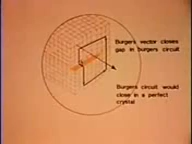 Burgers vector closes
gap in burgers circuit
Burgers circuit would
close in a perfect
crystal